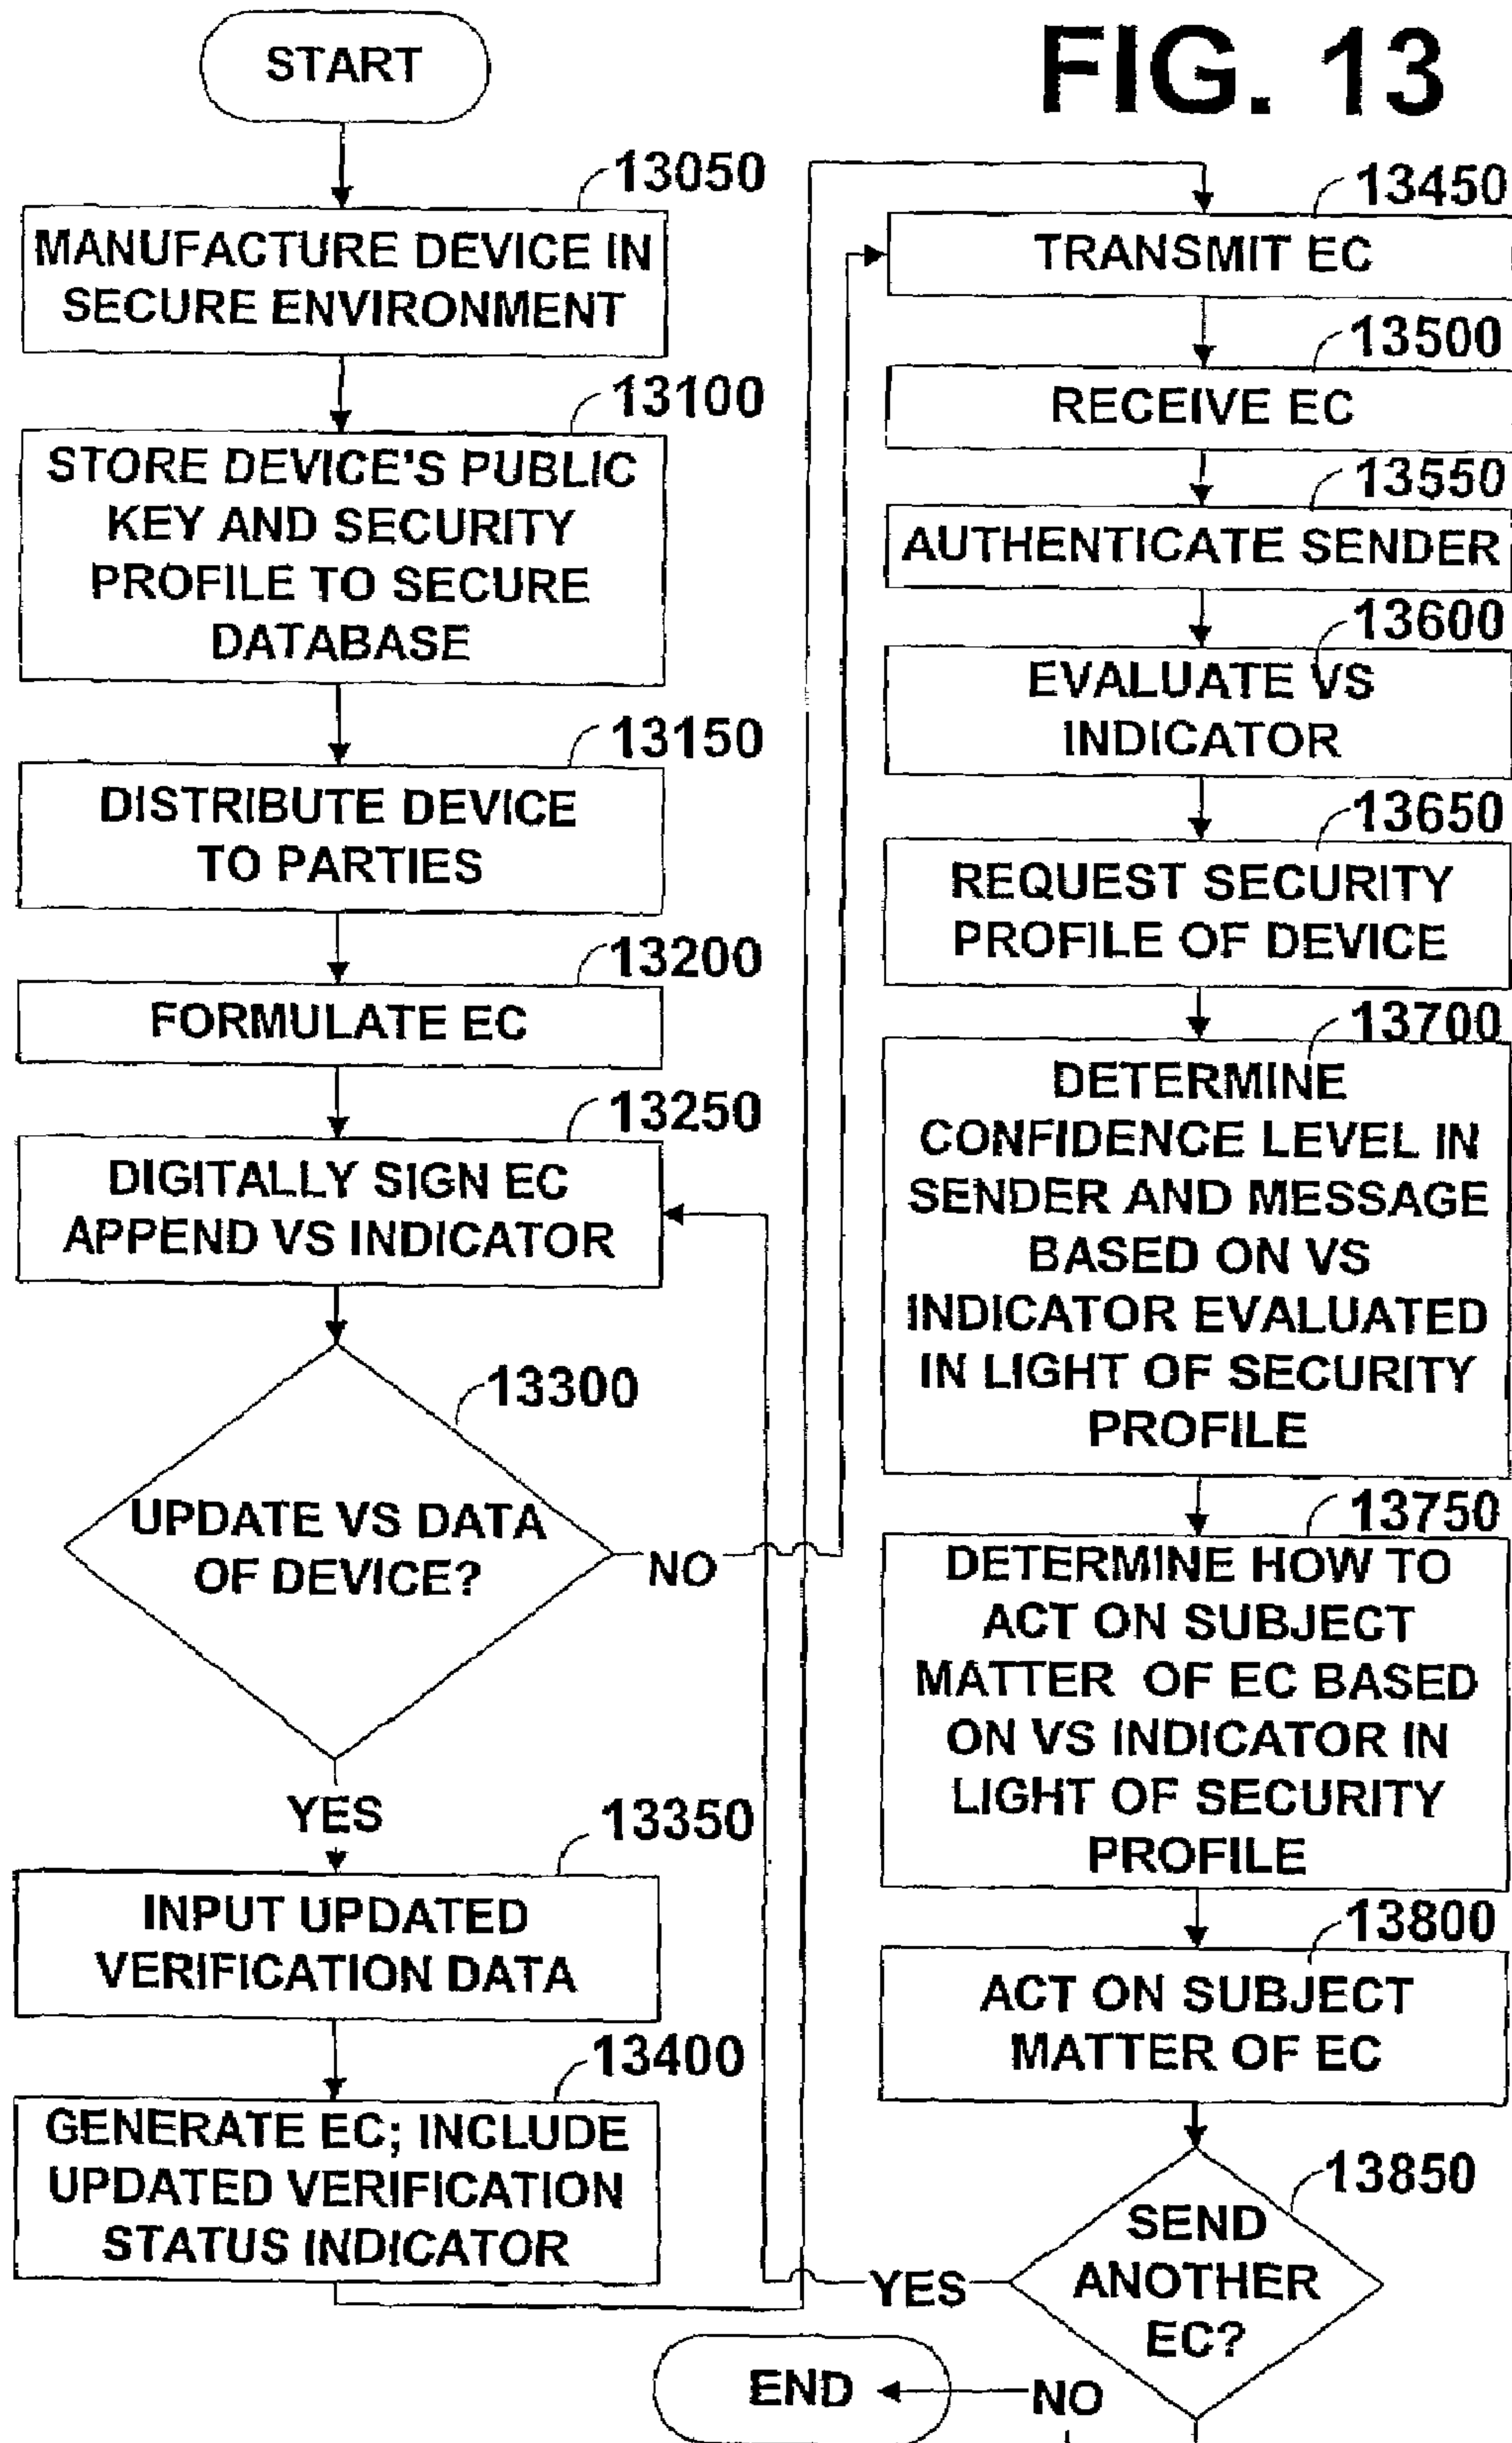 FIG. 13
START
13050
MANUFACTURE DEVICE IN
SECURE ENVIRONMENT
13100
STORE DEVICE'S PUBLIC
KEY AND SECURITY
PROFILE TO SECURE
DATABASE
13150
DISTRIBUTE DEVICE
TO PARTIES
13200
FORMULATE EC
13250
DIGITALLY SIGN EC
APPEND VS INDICATOR
13300
UPDATE VS DATA
OF DEVICE?
NO
YES
13350
INPUT UPDATED
VERIFICATION DATA
13400
GENERATE EC; INCLUDE
UPDATED VERIFICATION
STATUS INDICATOR
13450
TRANSMIT EC
13500
RECEIVE EC
13550
AUTHENTICATE SENDER
13600
EVALUATE VS
INDICATOR
13650
REQUEST SECURITY
PROFILE OF DEVICE
13700
DETERMINE
CONFIDENCE LEVEL IN
SENDER AND MESSAGE
BASED ON VS
INDICATOR EVALUATED
IN LIGHT OF SECURITY
PROFILE
13750
DETERMINE HOW TO
ACT ON SUBJECT
MATTER OF EC BASED
ON VS INDICATOR IN
LIGHT OF SECURITY
PROFILE
13800
ACT ON SUBJECT
MATTER OF EC
13850
SEND
ANOTHER
EC?
YES
NO
END